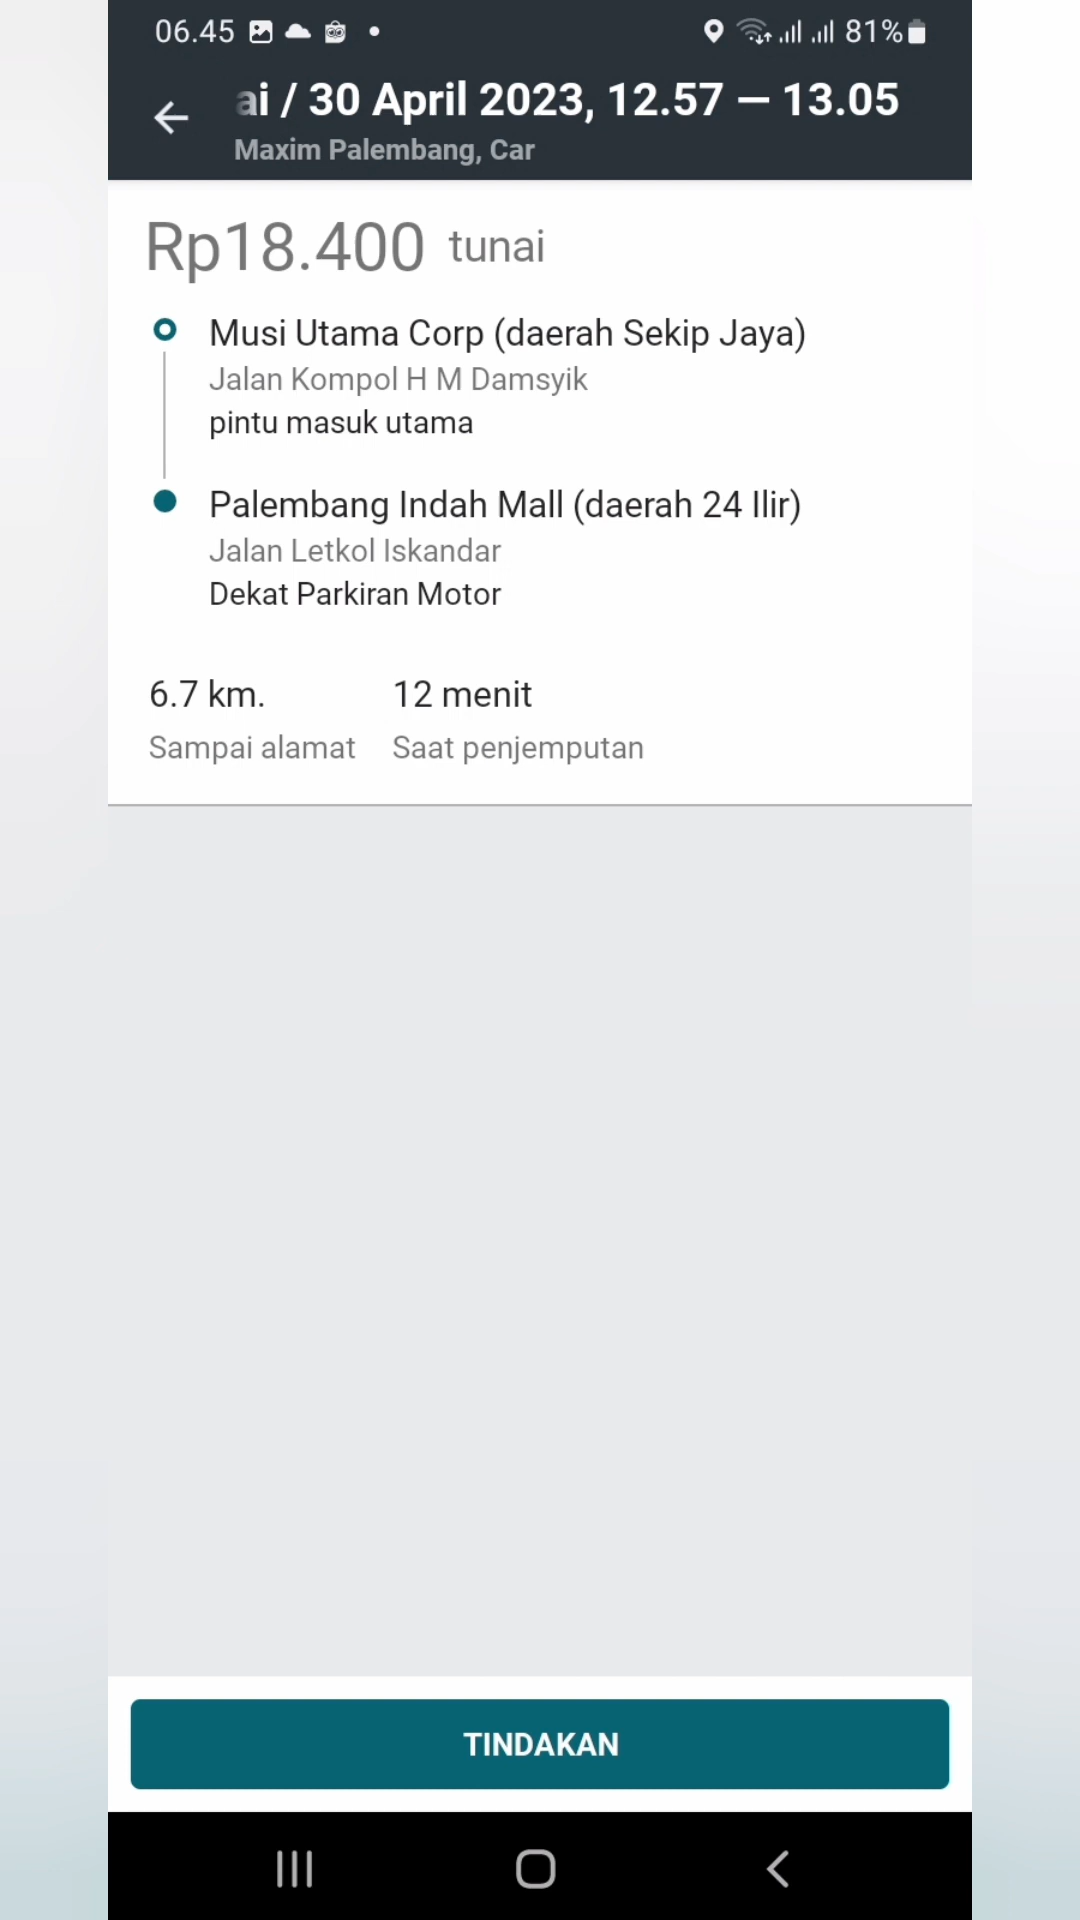 06.45
81%
ai / 30 April 2023, 12.57 — 13.05
Maxim Palembang, Car
Rp18.400 tunai
Musi Utama Corp (daerah Sekip Jaya)
Jalan Kompol H M Damsyik
pintu masuk utama
Palembang Indah Mall (daerah 24 Ilir)
Jalan Letkol Iskandar
Dekat Parkiran Motor
6.7 km. 12 menit
Sampai alamat Saat penjemputan
TINDAKAN